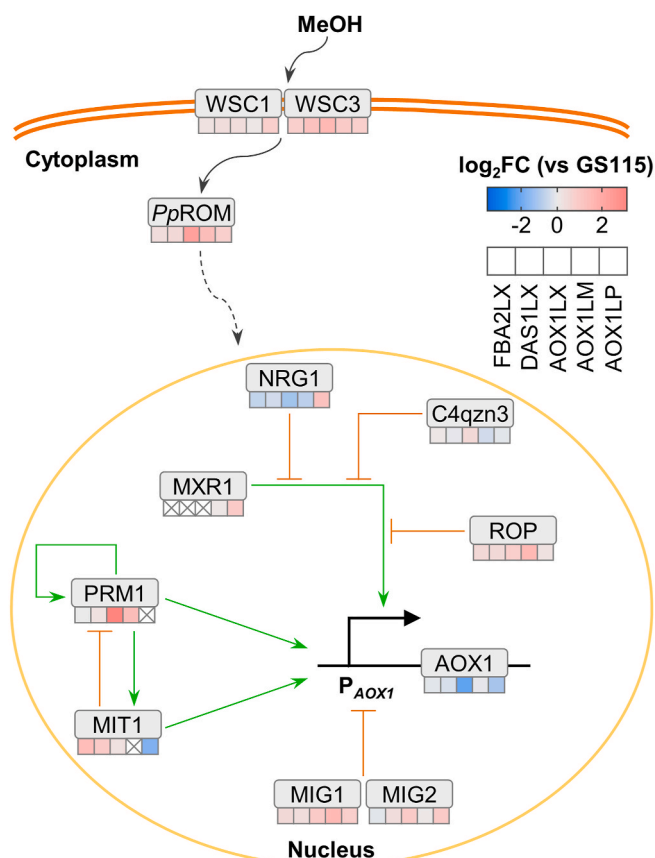 MeOH
WSC1 WSC3
Cytoplasm
log₂FC (vs GS115)
-2 0 2
FBA2LX
DAS1LX
AOX1LX
AOX1LM
AOX1LP
PpROM
NRG1
C4qzn3
MXR1
ROP
PRM1
AOX1
P_AOX1
MIT1
MIG1 MIG2
Nucleus